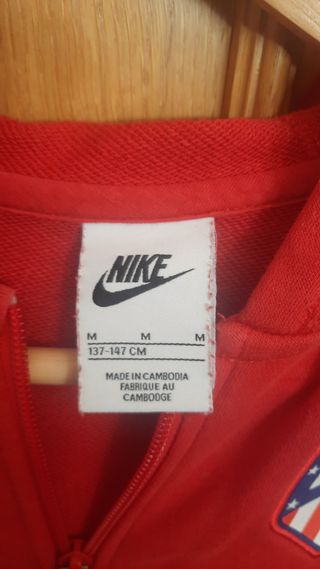 NIKE
M M M
137-147 CM
MADE IN CAMBODIA
FABRIQUE AU
CAMBODGE